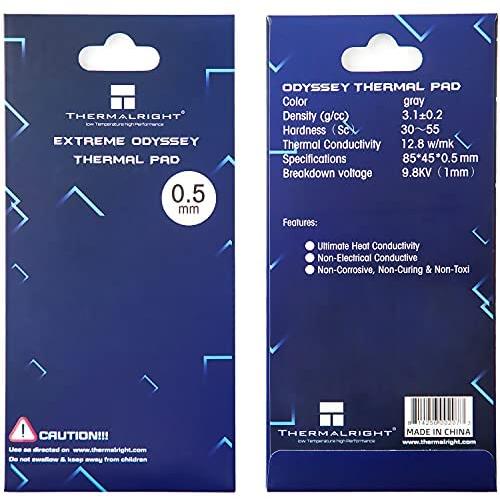 THERMALRIGHT®
low Temperature high Performance
EXTREME ODYSSEY
THERMAL PAD
0.5
mm
CAUTION!!!
Use as directed on www.thermalright.com
Do not swallow & keep away from children
ODYSSEY THERMAL PAD
Color gray
Density (g/cc) 3.1±0.2
Hardness (Sc) 30~55
Thermal Conductivity 12.8 w/mk
Specifications 85*45*0.5 mm
Breakdown voltage 9.8KV (1mm)
Features:
Ultimate Heat Conductivity
Non-Electrical Conductive
Non-Corrosive, Non-Curing & Non-Toxi
THERMALRIGHT®
low Temperature high Performance
MADE IN CHINA
www.thermalright.com